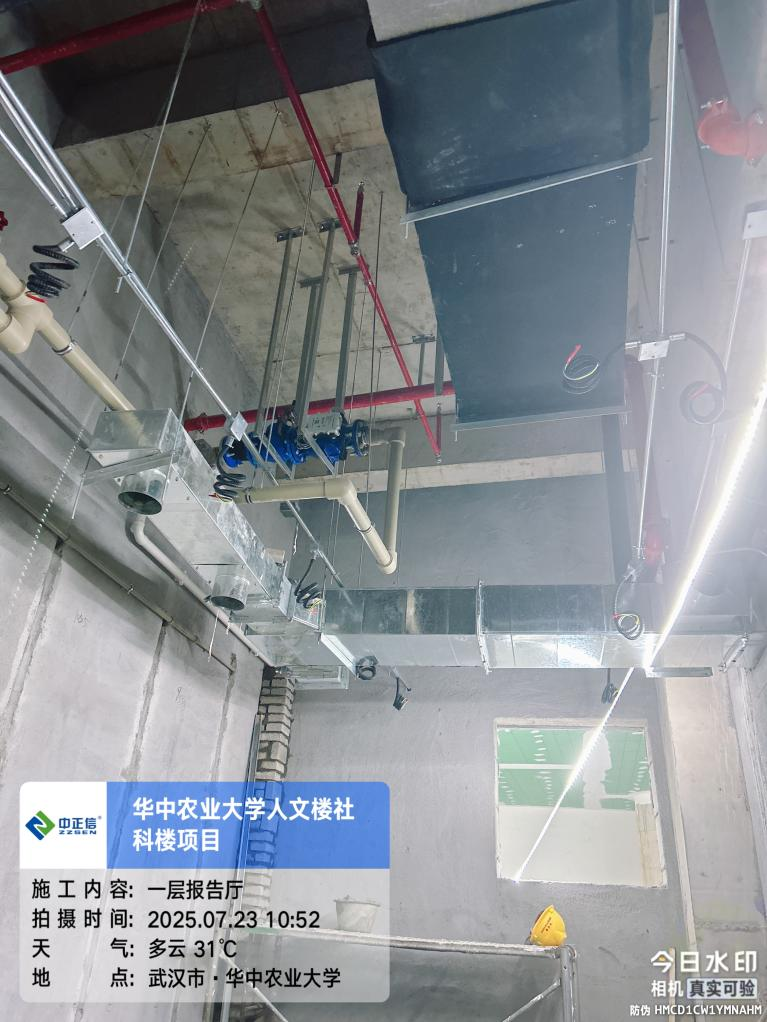 中正信®
ZZSEN
华中农业大学人文楼社
科楼项目
施工内容: 一层报告厅
拍摄时间: 2025.07.23 10:52
天气: 多云 31℃
地点: 武汉市·华中农业大学
今日水印
相机 真实可验
防伪 HMCD1CW1YMNAHM